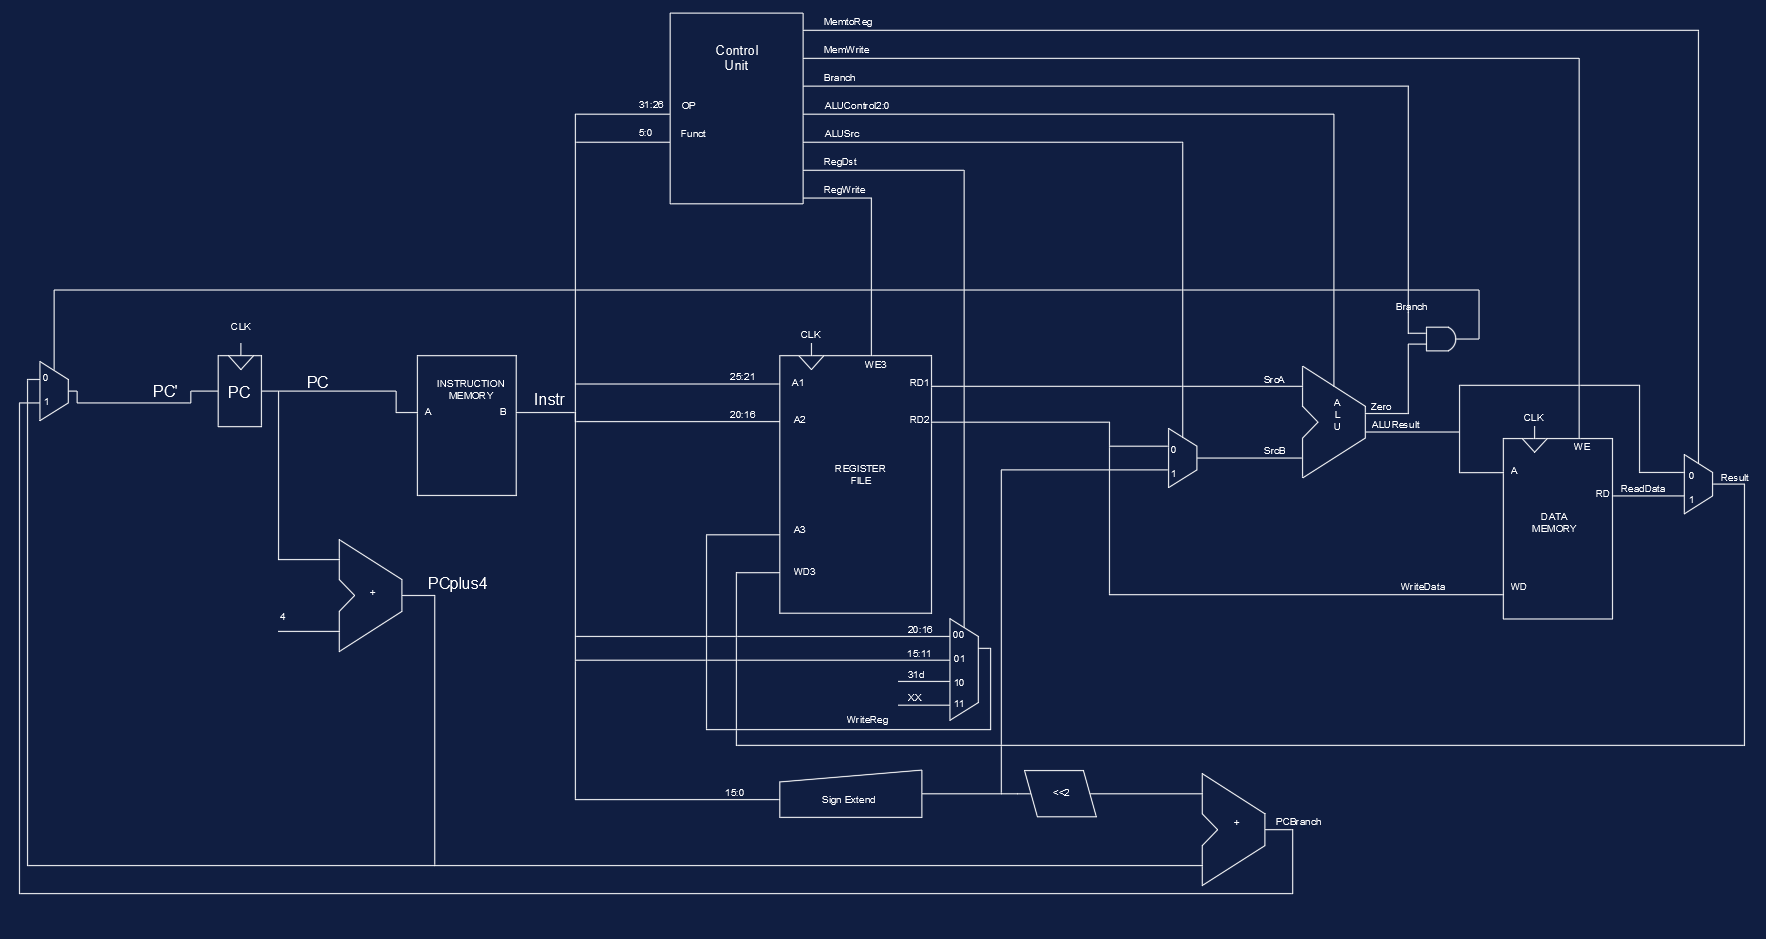 MemtoReg
Control
Unit
MemWrite
Branch
31:26
OP
ALUControl2:0
5:0
Funct
ALUSrc
RegDst
RegWrite
Branch
CLK
CLK
WE3
0
1
PC'
PC
PC
INSTRUCTION
MEMORY
A
B
Instr
25:21
A1
20:16
A2
RD1
RD2
REGISTER
FILE
A3
WD3
SrcA
SrcB
0
1
A
L
U
Zero
ALUResult
CLK
WE
A
RD
ReadData
DATA
MEMORY
WD
WriteData
0
1
Result
+
PCplus4
4
20:16
00
15:11
01
31d
10
XX
11
WriteReg
15:0
Sign Extend
<<2
+
PCBranch